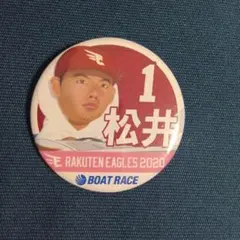 1
松井
RAKUTEN EAGLES 2020
BOAT RACE